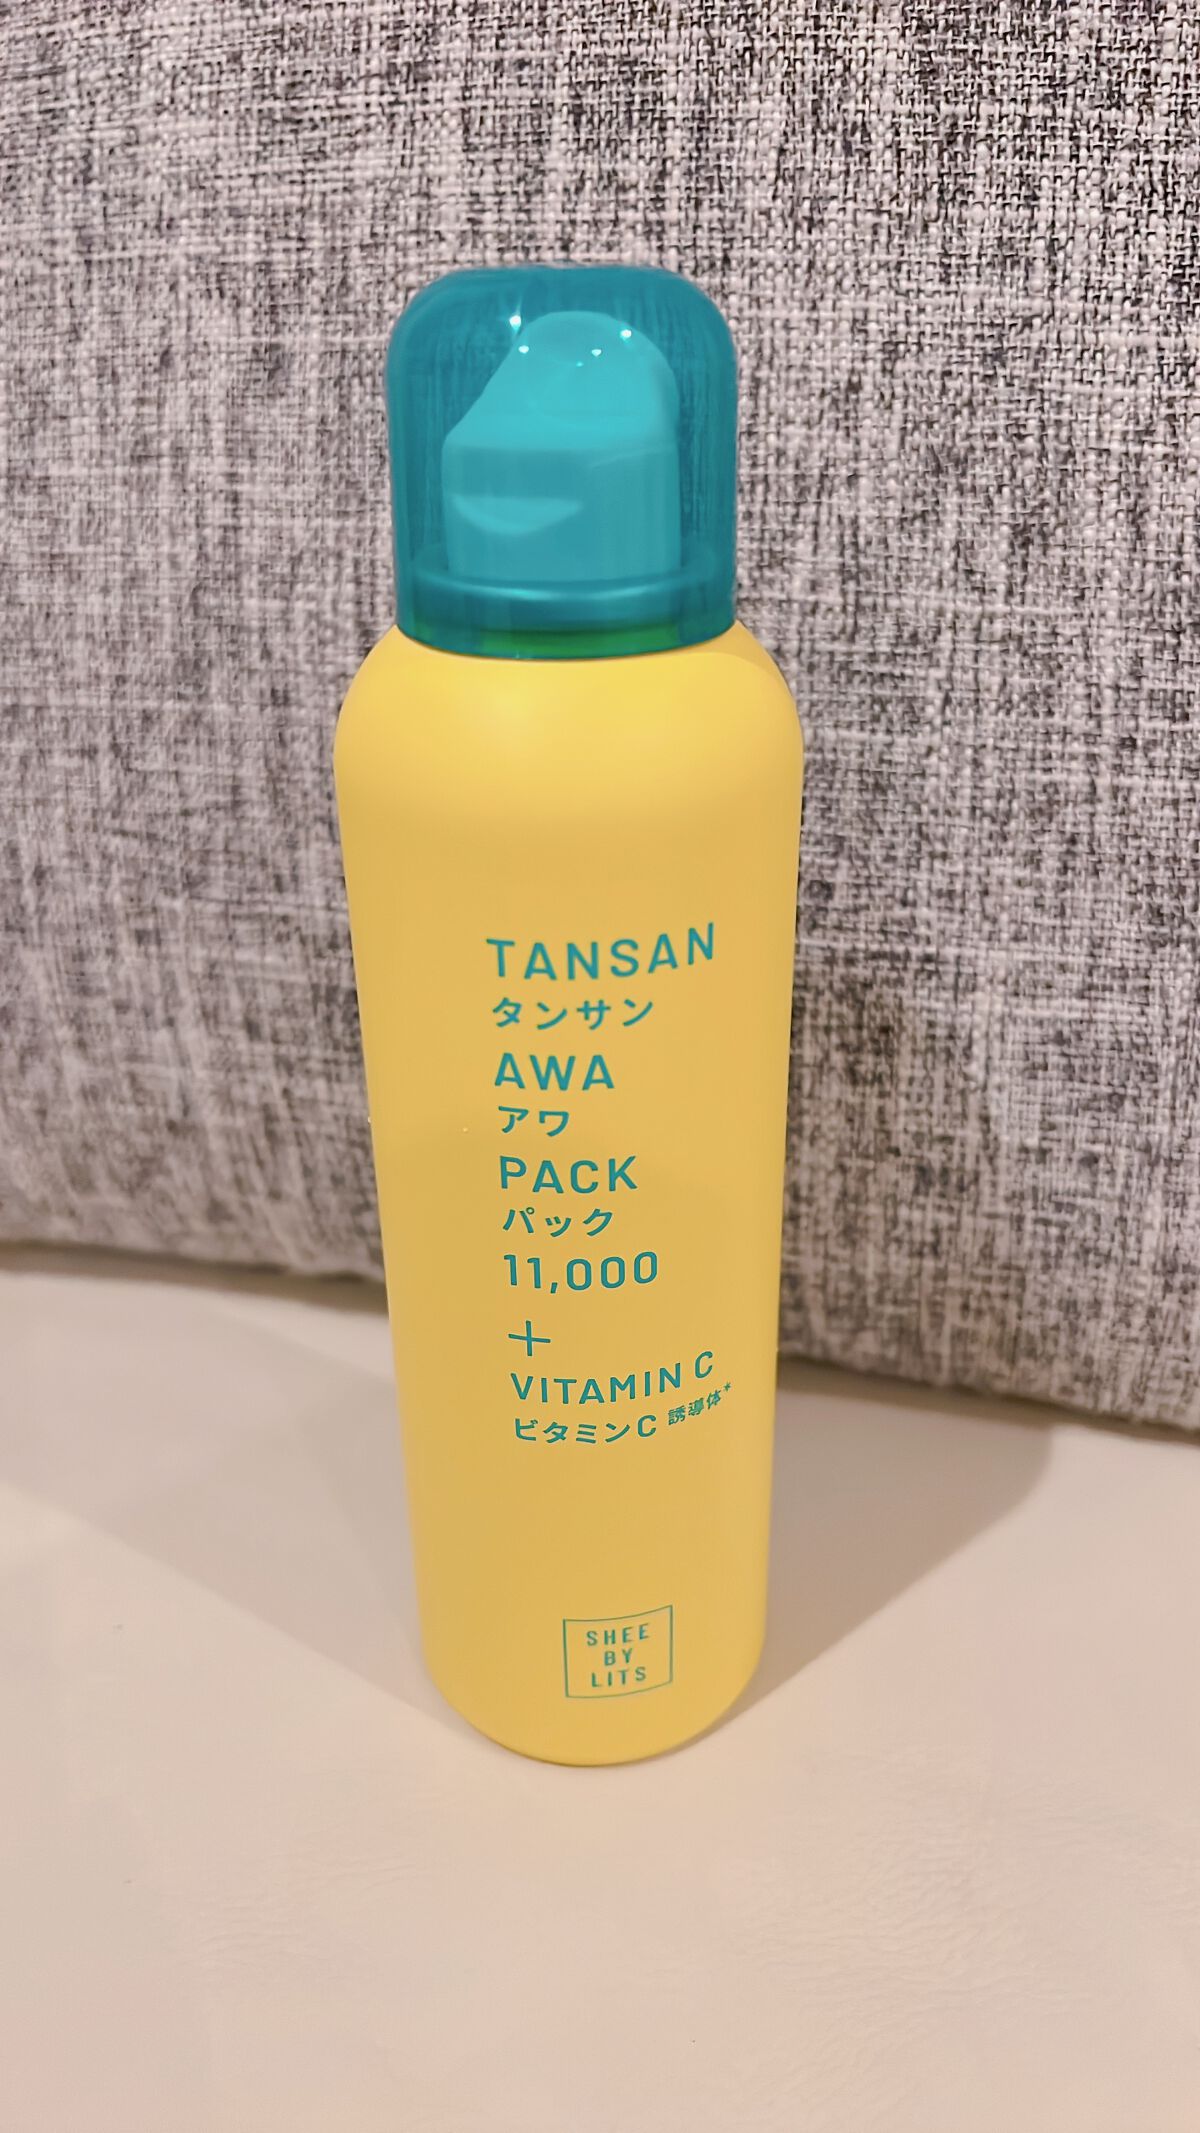 TANSAN
タンサン
AWA
アワ
PACK
パック
11,000
+
VITAMIN C
ビタミンC 誘導体*
SHEE
BY
LITS